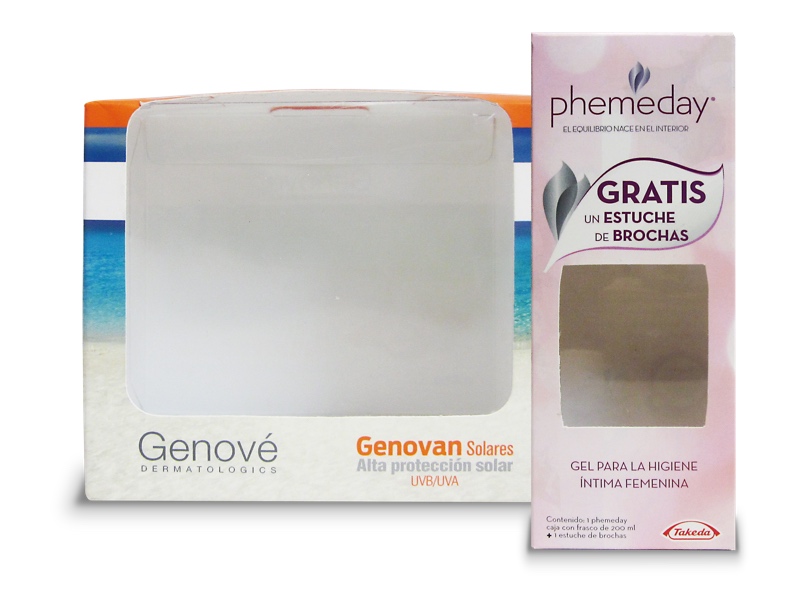 Genové
DERMATOLOGICS
Genovan Solares
Alta protección solar
UVB/UVA
phemeday®
EL EQUILIBRIO NACE EN EL INTERIOR
GRATIS
UN ESTUCHE
DE BROCHAS
GEL PARA LA HIGIENE
ÍNTIMA FEMENINA
Contenido: 1 phemeday
caja con frasco de 200 ml
+ 1 estuche de brochas
Takeda